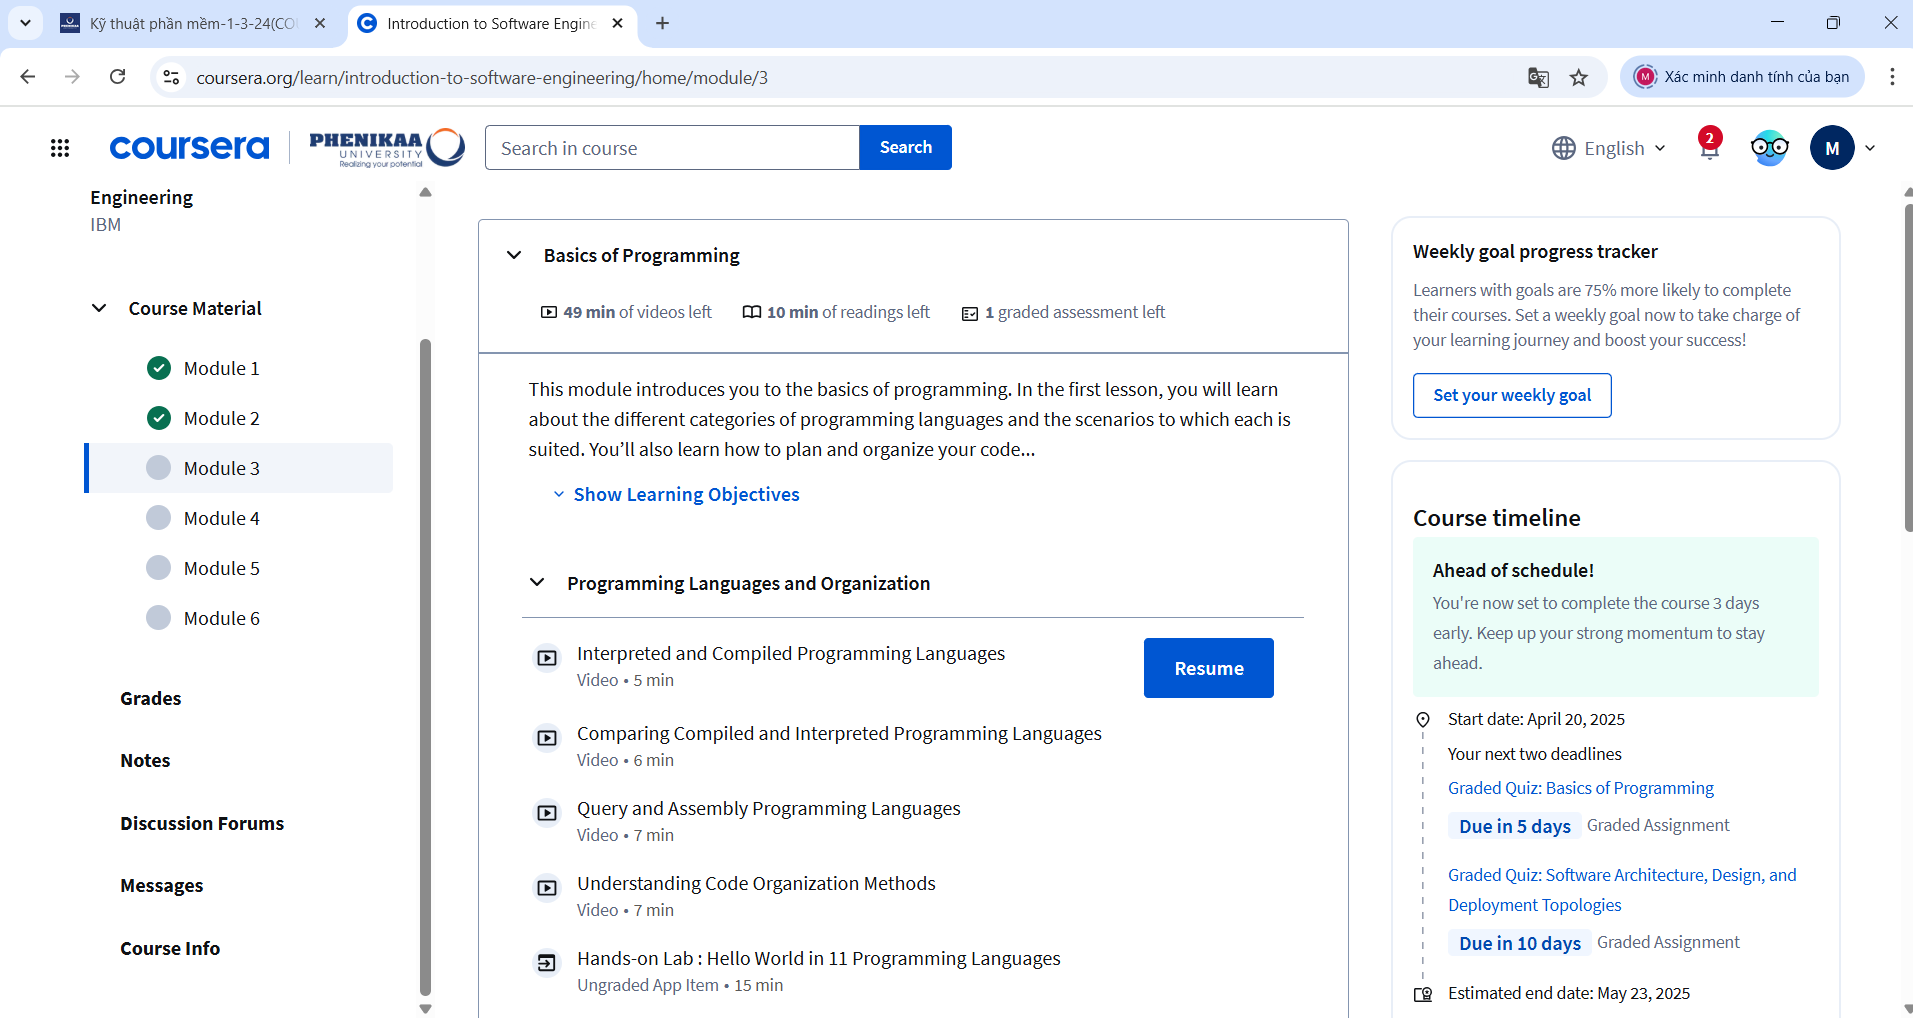 Kỹ thuật phần mềm-1-3-24(CO
Introduction to Software Engine
coursera.org/learn/introduction-to-software-engineering/home/module/3
M
Xác minh danh tính của bạn
coursera
PHENIKAA
UNIVERSITY
Realizing your potential
Search in course
Search
English
2
M
Engineering
IBM
Course Material
Module 1
Module 2
Module 3
Module 4
Module 5
Module 6
Grades
Notes
Discussion Forums
Messages
Course Info
Basics of Programming
49 min of videos left
10 min of readings left
1 graded assessment left
This module introduces you to the basics of programming. In the first lesson, you will learn
about the different categories of programming languages and the scenarios to which each is
suited. You’ll also learn how to plan and organize your code...
Show Learning Objectives
Programming Languages and Organization
Interpreted and Compiled Programming Languages
Video • 5 min
Resume
Comparing Compiled and Interpreted Programming Languages
Video • 6 min
Query and Assembly Programming Languages
Video • 7 min
Understanding Code Organization Methods
Video • 7 min
Hands-on Lab : Hello World in 11 Programming Languages
Ungraded App Item • 15 min
Weekly goal progress tracker
Learners with goals are 75% more likely to complete
their courses. Set a weekly goal now to take charge of
your learning journey and boost your success!
Set your weekly goal
Course timeline
Ahead of schedule!
You're now set to complete the course 3 days
early. Keep up your strong momentum to stay
ahead.
Start date: April 20, 2025
Your next two deadlines
Graded Quiz: Basics of Programming
Due in 5 days Graded Assignment
Graded Quiz: Software Architecture, Design, and
Deployment Topologies
Due in 10 days Graded Assignment
Estimated end date: May 23, 2025